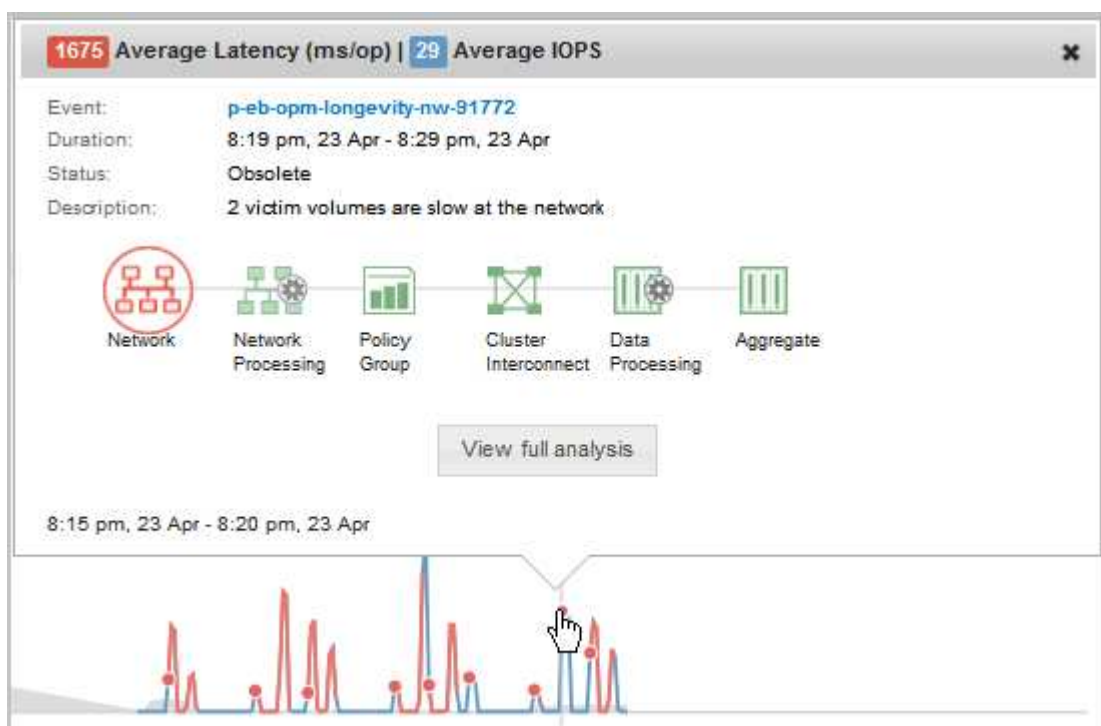 1675 Average Latency (ms/op) | 29 Average IOPS
Event: p-eb-opm-longevity-nw-91772
Duration: 8:19 pm, 23 Apr - 8:29 pm, 23 Apr
Status: Obsolete
Description: 2 victim volumes are slow at the network
Network
Network Processing
Policy Group
Cluster Interconnect
Data Processing
Aggregate
View full analysis
8:15 pm, 23 Apr - 8:20 pm, 23 Apr